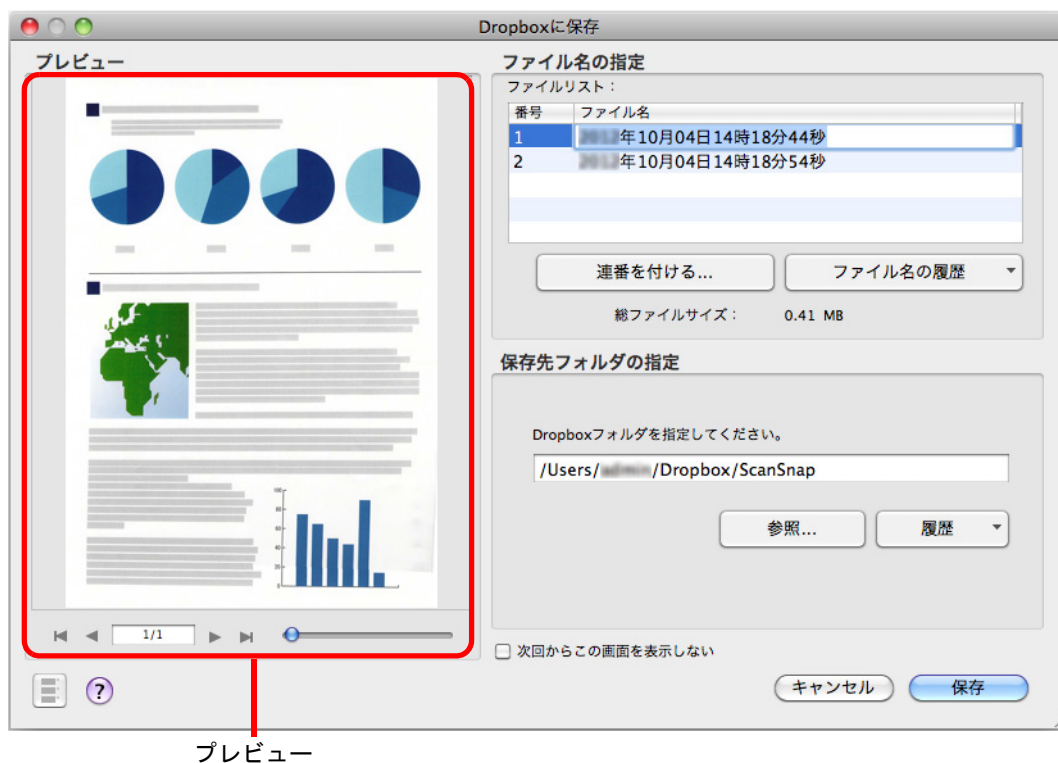 Dropboxに保存
プレビュー
ファイル名の指定
ファイルリスト：
番号 ファイル名
1 年10月04日14時18分44秒
2 年10月04日14時18分54秒
連番を付ける... ファイル名の履歴
総ファイルサイズ： 0.41 MB
保存先フォルダの指定
Dropboxフォルダを指定してください。
/Users/ /Dropbox/ScanSnap
参照... 履歴
1/1
次回からこの画面を表示しない
?
キャンセル 保存
プレビュー